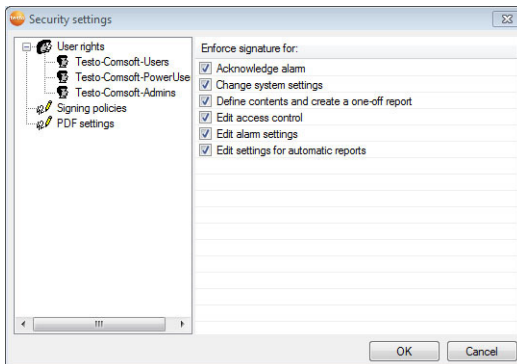 Security settings
User rights
Testo-Comsoft-Users
Testo-Comsoft-PowerUse
Testo-Comsoft-Admins
Signing policies
PDF settings
Enforce signature for:
Acknowledge alarm
Change system settings
Define contents and create a one-off report
Edit access control
Edit alarm settings
Edit settings for automatic reports
OK
Cancel